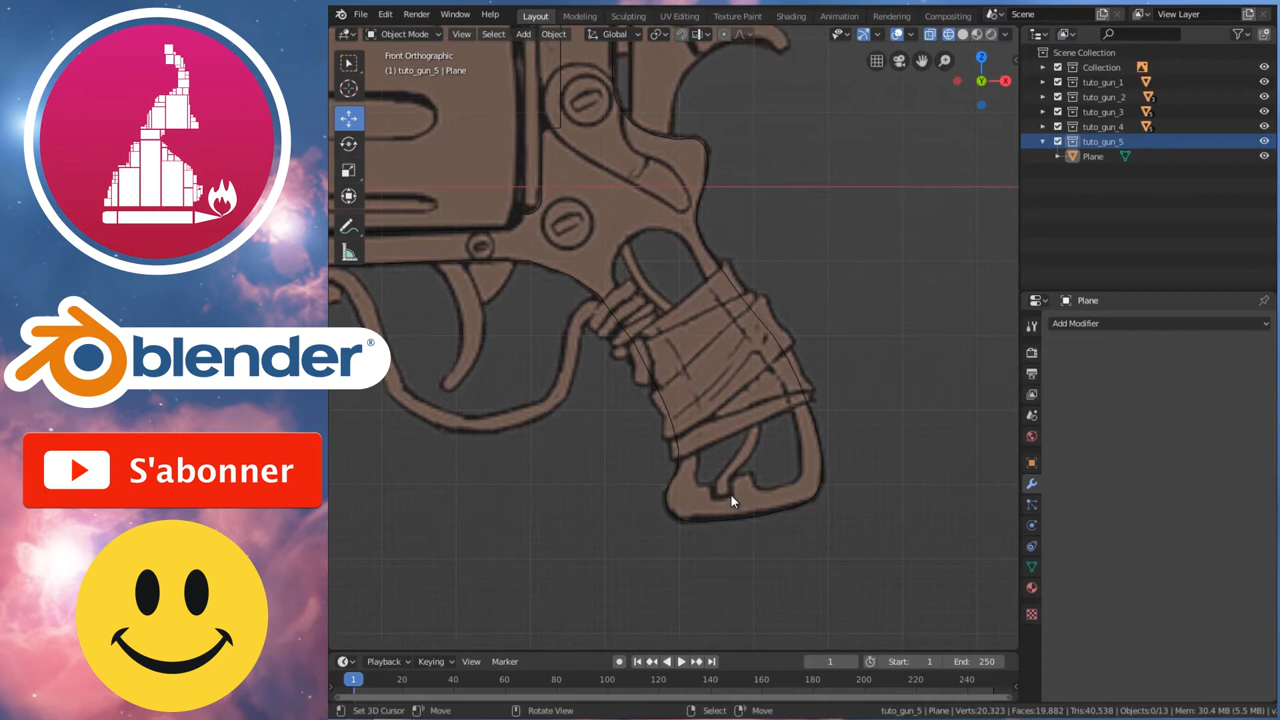 File Edit Render Window Help Layout Modeling Sculpting UV Editing Texture Paint Shading Animation Rendering Compositing Scene View Layer
Object Mode View Select Add Object Global
Front Orthographic
(1) tuto_gun_5 | Plane
Z
Y
X
Scene Collection
Collection
tuto_gun_1
tuto_gun _2
tuto_gun_3
tuto_gun_4
tuto_gun_5
Plane
Plane
Add Modifier
blender®
S'abonner
Playback Keying View Marker 1 Start: 1 End: 250
1 20 40 60 80 100 120 140 160 180 200 220 240
Set 3D Cursor Move Rotate View Select Move tuto_gun_5 | Plane | Verts:20,323 | Faces:19,882 | Tris:40,538 | Objects:0/13 | Mem: 30.4 MB (5.5 MB) | v